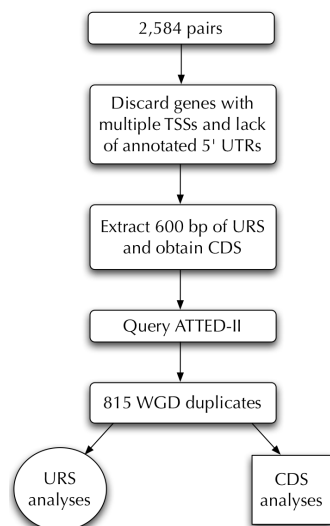 2,584 pairs
Discard genes with
multiple TSSs and lack
of annotated 5' UTRs
Extract 600 bp of URS
and obtain CDS
Query ATTED-II
815 WGD duplicates
URS
analyses
CDS
analyses